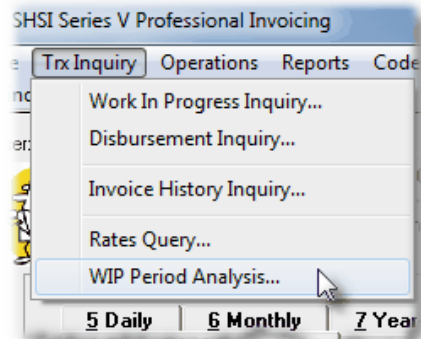 SHSI Series V Professional Invoicing
Trx Inquiry Operations Reports Code
Work In Progress Inquiry...
Disbursement Inquiry...
Invoice History Inquiry...
Rates Query...
WIP Period Analysis...
5 Daily 6 Monthly 7 Year